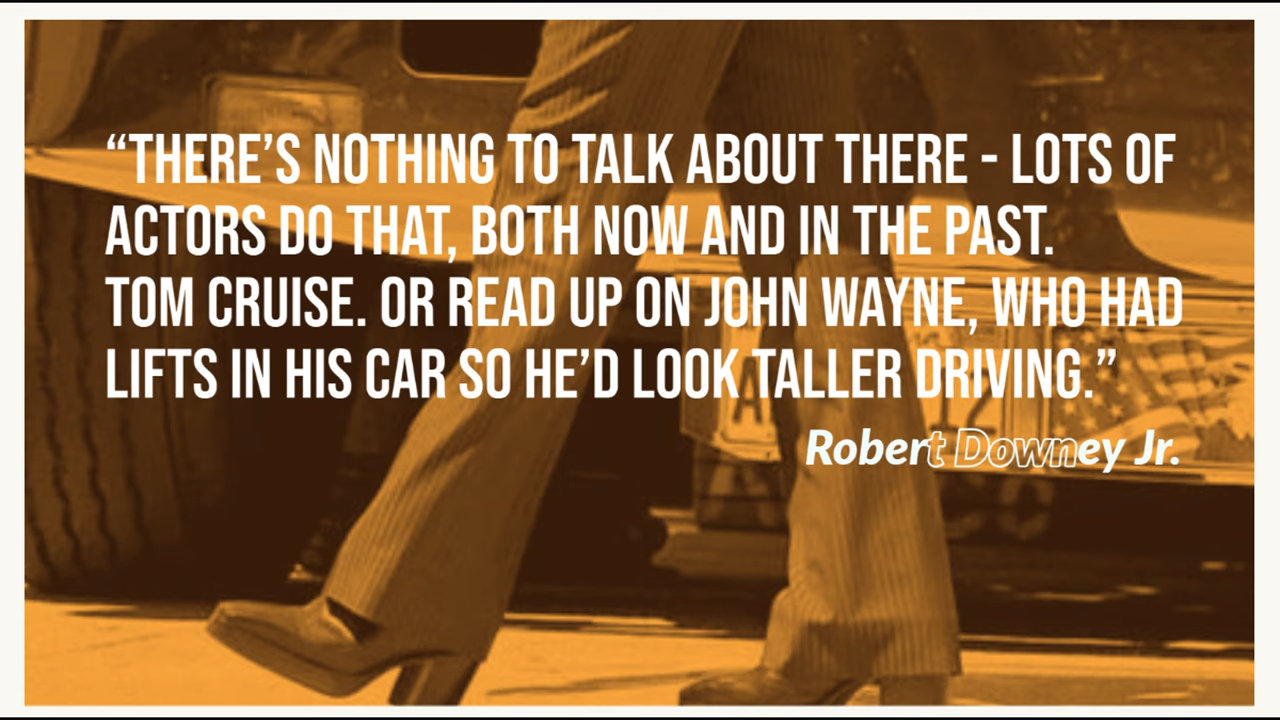 “THERE’S NOTHING TO TALK ABOUT THERE - LOTS OF
ACTORS DO THAT, BOTH NOW AND IN THE PAST.
TOM CRUISE. OR READ UP ON JOHN WAYNE, WHO HAD
LIFTS IN HIS CAR SO HE’D LOOK TALLER DRIVING.”
Robert Downey Jr.